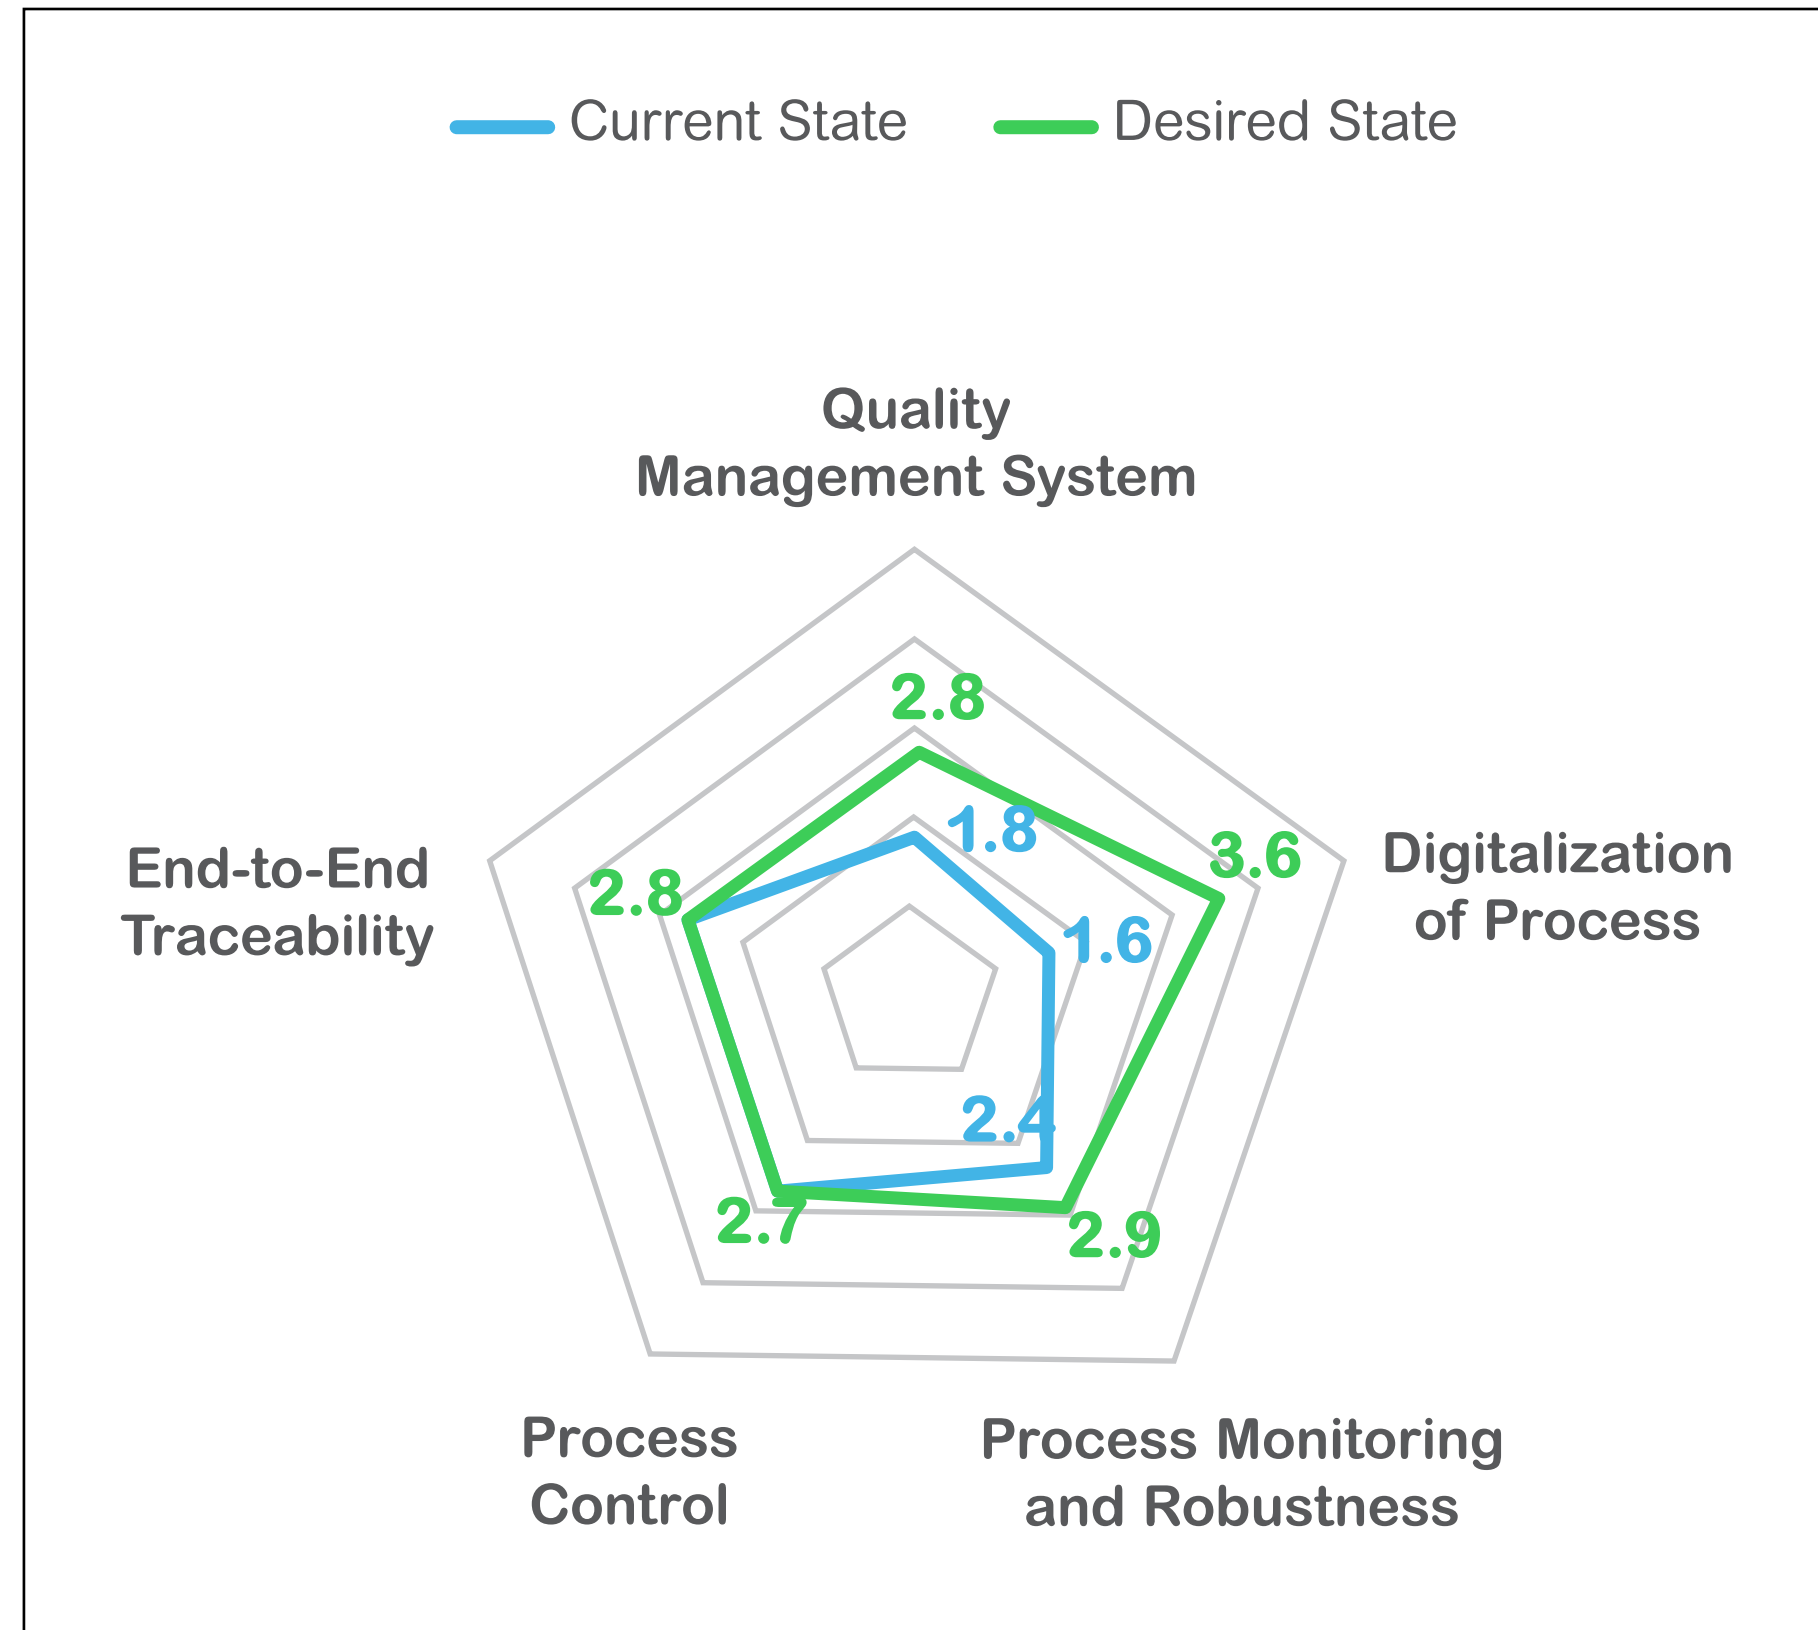 Current State
Desired State
Quality
Management System
2.8
1.8
3.6
Digitalization
of Process
End-to-End
Traceability
2.8
1.6
2.4
2.7
2.9
Process
Control
Process Monitoring
and Robustness